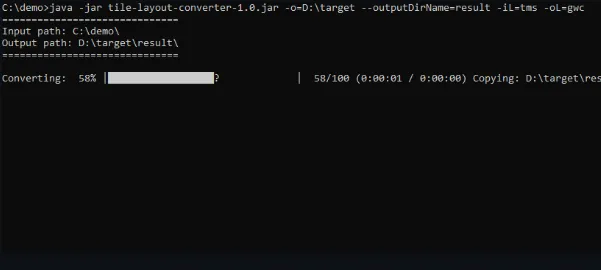 C:\demo>java -jar tile-layout-converter-1.0.jar -o=D:\target --outputDirName=result -iL=tms -oL=gwc
==============================
Input path: C:\demo\
Output path: D:\target\result\
==============================
Converting:  58% |?             |  58/100 (0:00:01 / 0:00:00) Copying: D:\target\res